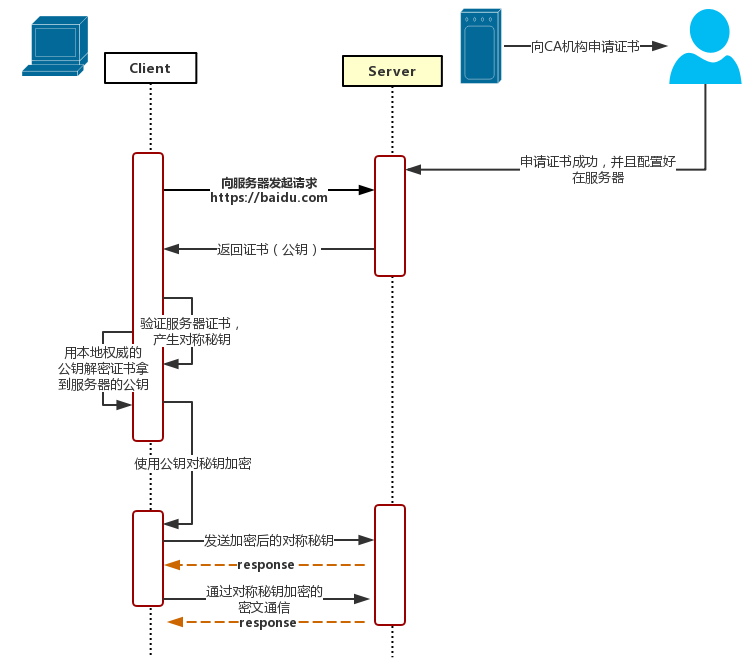 向CA机构申请证书
Client
Server
申请证书成功，并且配置好
在服务器
向服务器发起请求
https://baidu.com
返回证书（公钥）
验证服务器证书，
产生对称秘钥
用本地权威的
公钥解密证书拿
到服务器的公钥
使用公钥对秘钥加密
发送加密后的对称秘钥
response
通过对称秘钥加密的
密文通信
response